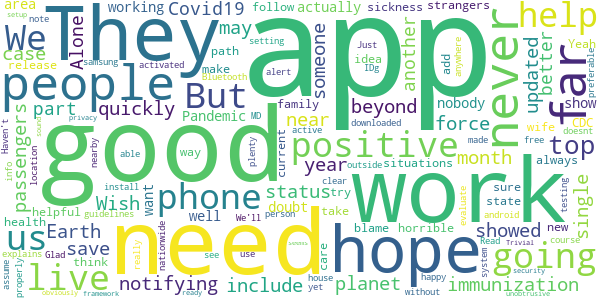 area working Covid19 follow actually sickness strangers
setup note Alone may path someone another idea add anywhere help
They app never far
We people case release samsung activated make setting alert Just IDg nobody updated better Yeah show CDC preferable
But bluetooth downloaded
part quickly Pandemic MD family near beyond force wife doesnt top
Haven't passengers privacy good positive made free always
info location nearby able way plenty current active year situations month sure testing
sound want phone status outside try clear state android single
health install Wish doubt take blame horrible evaluate new
helpful guidelines well We'll person work
us Earth nationwide need hope showed Read Trivial course going
explains Glad save really see use care house planet system security
assume live think include yet happy immunization
properly notifying without unobtrusive
obviously framework ready seasons